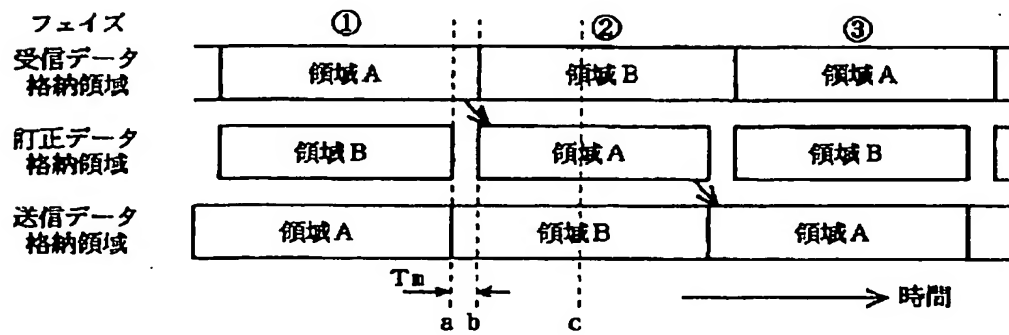 フェイズ ① ② ③
受信データ
格納領域
領域A 領域B 領域A
訂正データ
格納領域
領域B 領域A 領域B
送信データ
格納領域
領域A 領域B 領域A
Tm
時間
a b c